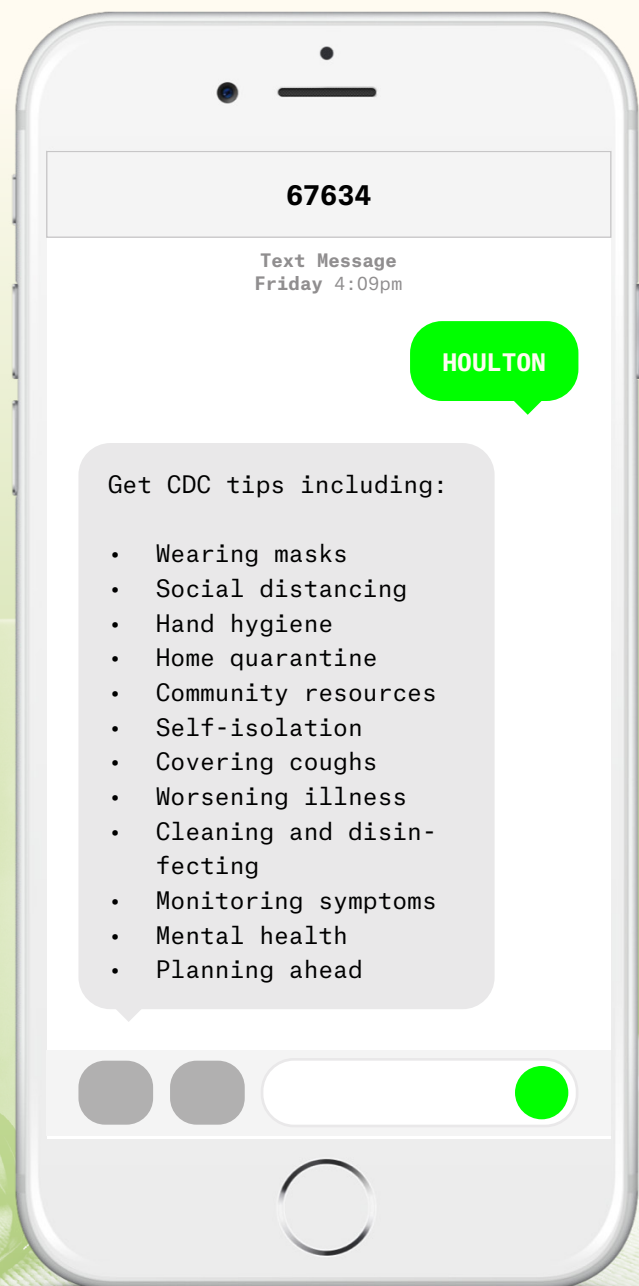 67634
Text Message
Friday 4:09pm
HOULTON
Get CDC tips including:
• Wearing masks
• Social distancing
• Hand hygiene
• Home quarantine
• Community resources
• Self-isolation
• Covering coughs
• Worsening illness
• Cleaning and disin-
fecting
• Monitoring symptoms
• Mental health
• Planning ahead